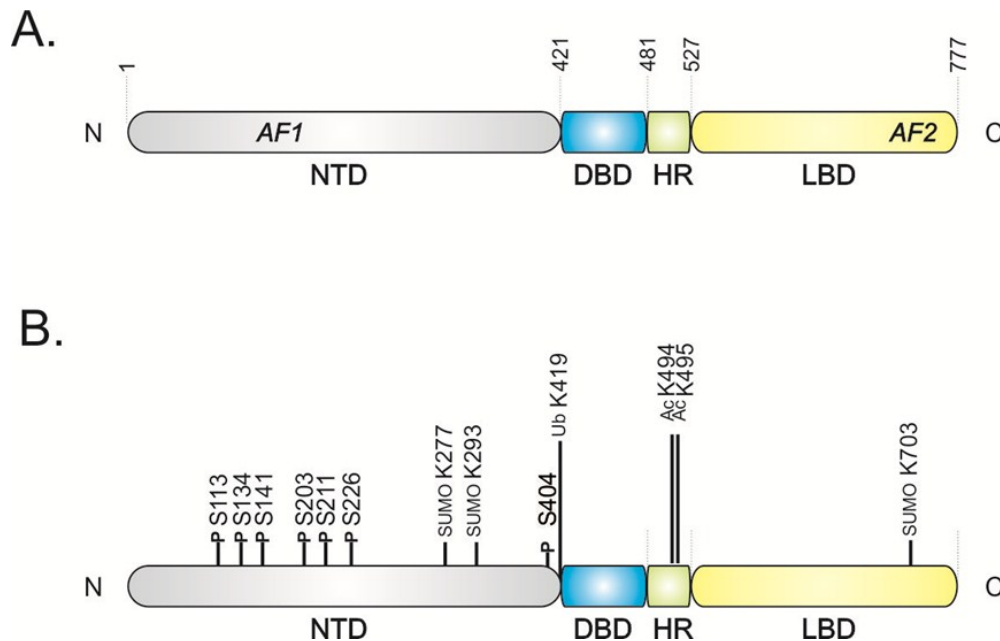 A.
1
421
481
527
777
N
AF1
AF2
C
NTD
DBD
HR
LBD
B.
P S113
P S134
P S141
P S203
P S211
P S226
SUMO K277
SUMO K293
P S404
Ub K419
Ac K494
Ac K495
SUMO K703
N
C
NTD
DBD
HR
LBD